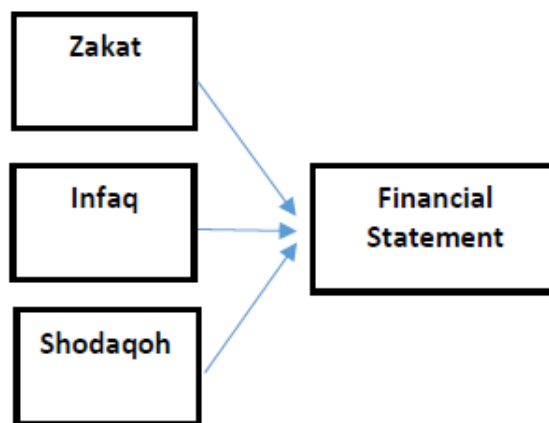 Zakat
Infaq
Financial
Statement
Shodaqoh